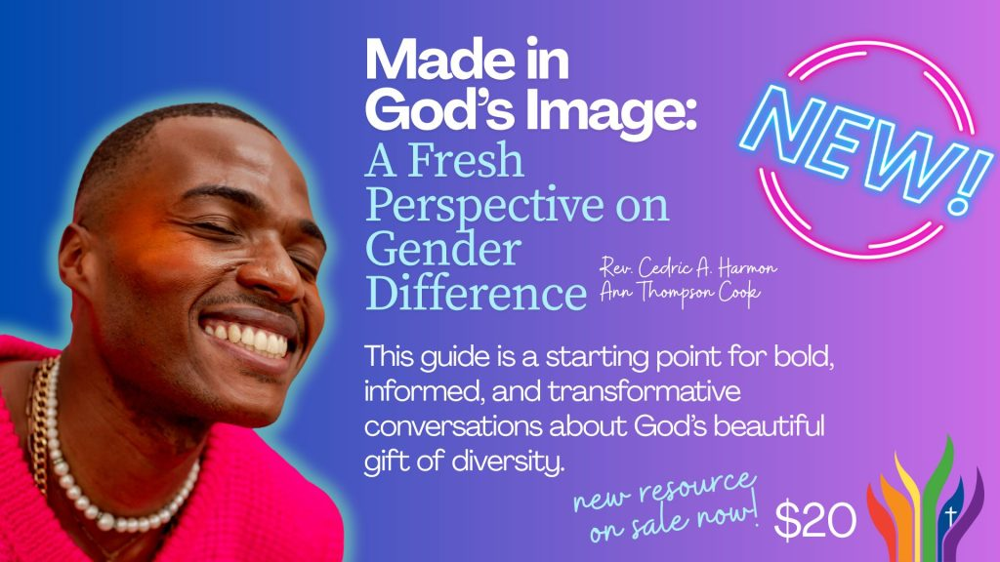 Made in
God's Image:
A Fresh
Perspective on
Gender
Difference
Rev. Cedric A. Harmon
Ann Thompson Cook
NEW!
This guide is a starting point for bold,
informed, and transformative
conversations about God's beautiful
gift of diversity.
new resource
on sale now!
$20